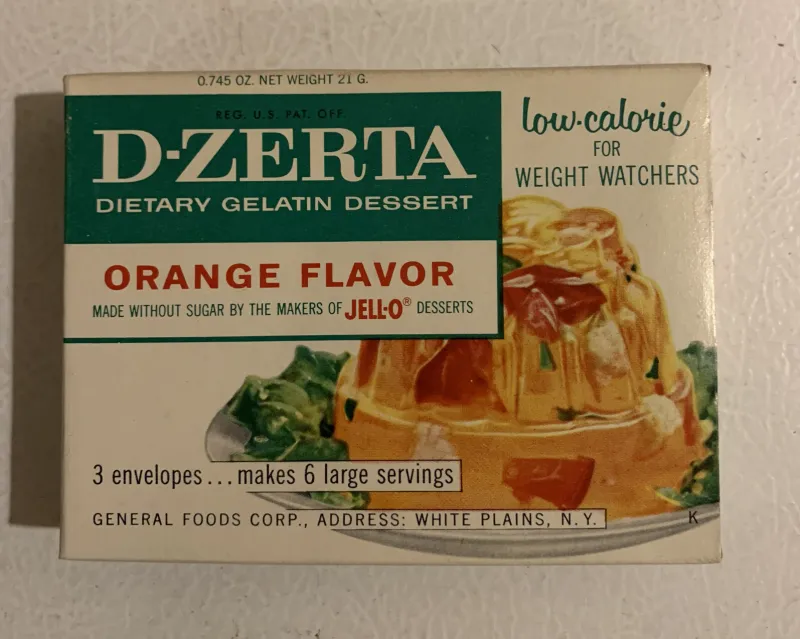 0.745 OZ. NET WEIGHT 21 G.
REG. U.S. PAT. OFF.
D-ZERTA
DIETARY GELATIN DESSERT
low-calorie
FOR
WEIGHT WATCHERS
ORANGE FLAVOR
MADE WITHOUT SUGAR BY THE MAKERS OF JELL-O® DESSERTS
3 envelopes...makes 6 large servings
GENERAL FOODS CORP., ADDRESS: WHITE PLAINS, N.Y.
K